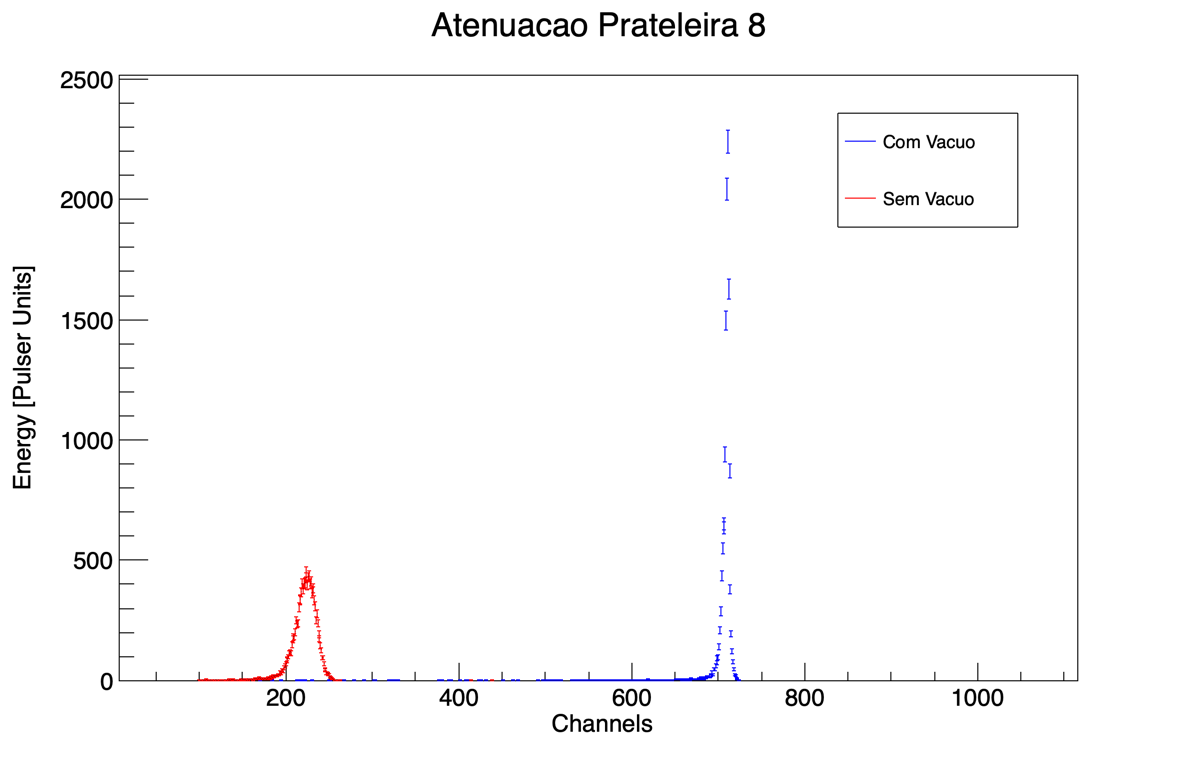 Atenuacao Prateleira 8
2500
2000
1500
1000
500
0
Energy [Pulser Units]
Com Vacuo
Sem Vacuo
200 400 600 800 1000
Channels